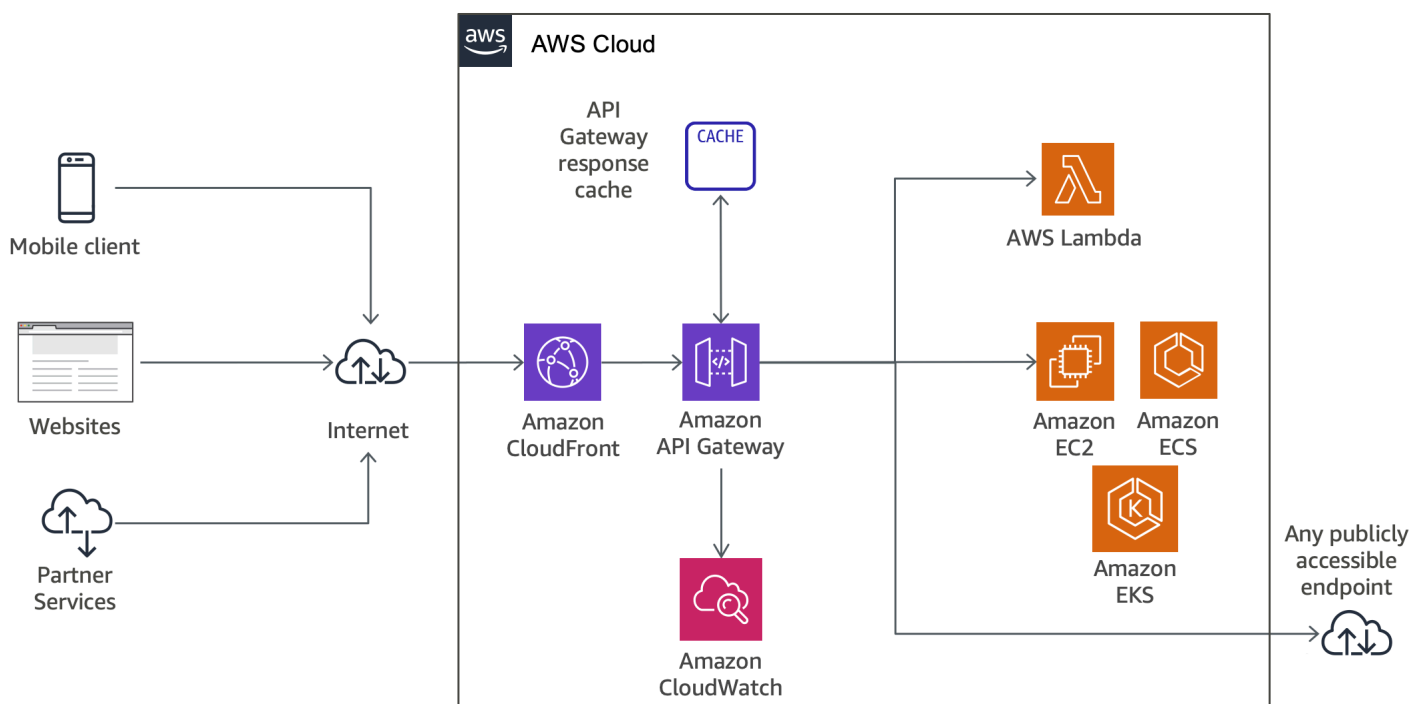 aws
AWS Cloud
API
Gateway
response
cache
CACHE
Mobile client
AWS Lambda
Websites
Internet
Amazon
CloudFront
Amazon
API Gateway
</>
Amazon
EC2
Amazon
ECS
K
Amazon
EKS
Partner
Services
Any publicly
accessible
endpoint
Amazon
CloudWatch